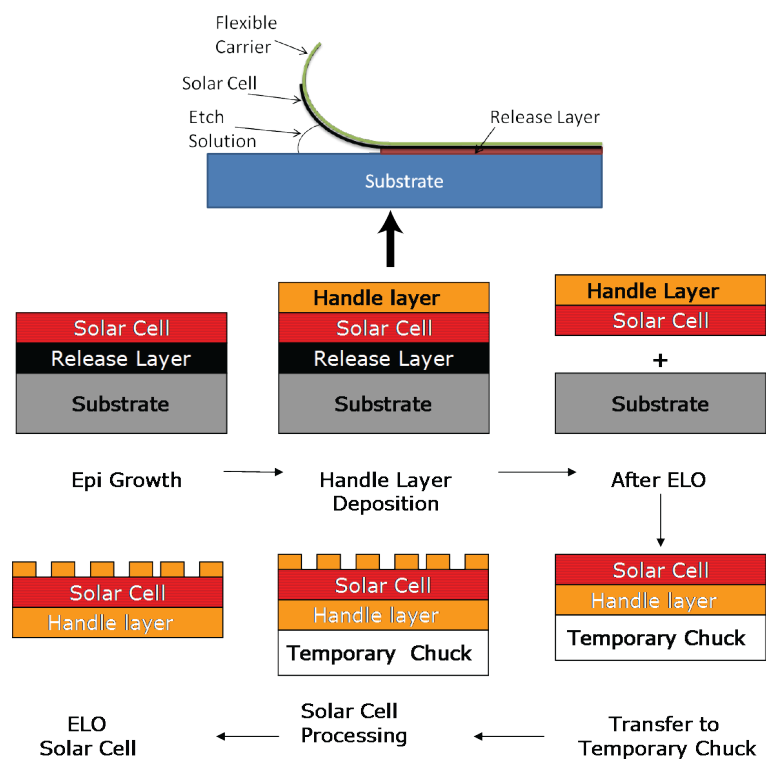 Flexible
Carrier
Solar Cell
Etch
Solution
Release Layer
Substrate
Solar Cell
Release Layer
Substrate
Handle layer
Solar Cell
Release Layer
Substrate
Handle Layer
Solar Cell
+
Substrate
Epi Growth
Handle Layer
Deposition
After ELO
Solar Cell
Handle layer
Solar Cell
Handle layer
Temporary Chuck
Solar Cell
Handle layer
Temporary Chuck
ELO
Solar Cell
Solar Cell
Processing
Transfer to
Temporary Chuck